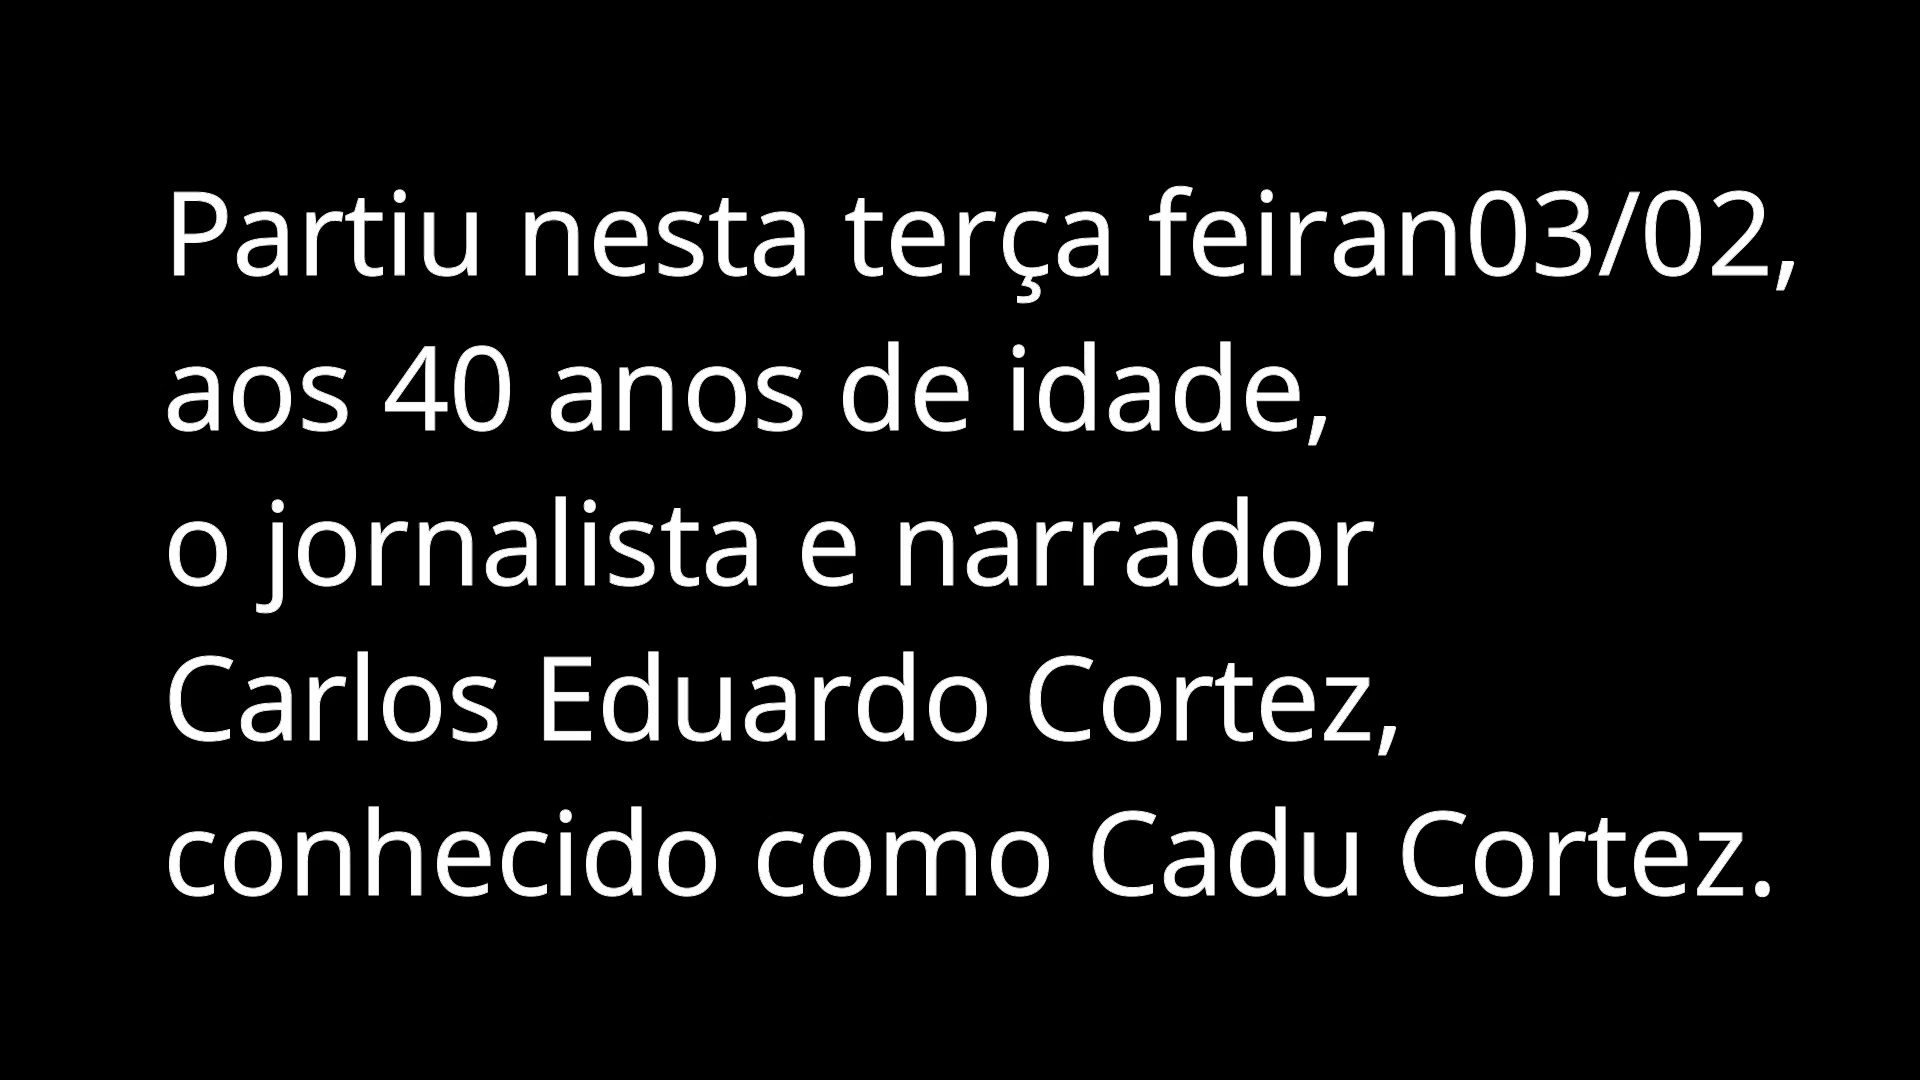 Partiu nesta terça feiran03/02,
aos 40 anos de idade,
o jornalista e narrador
Carlos Eduardo Cortez,
conhecido como Cadu Cortez.